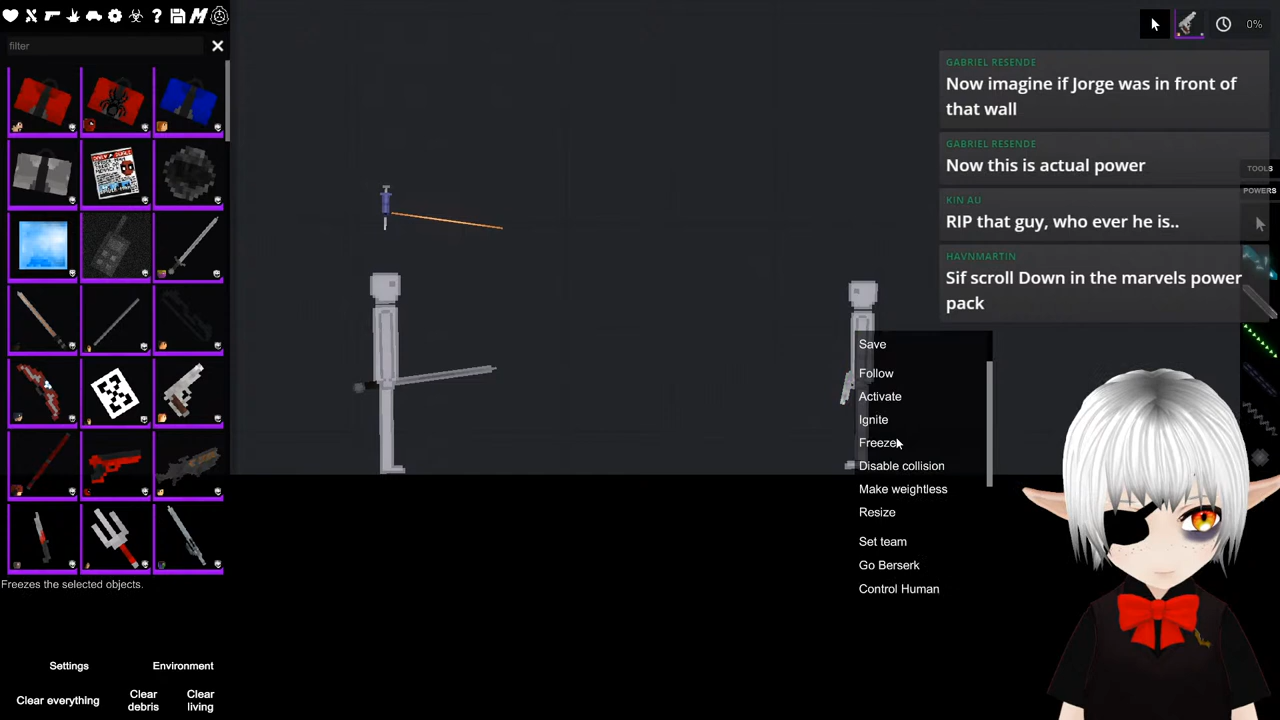 filter
0%
GABRIEL RESENDE
Now imagine if Jorge was in front of
that wall
GABRIEL RESENDE
Now this is actual power
KIN AU
RIP that guy, who ever he is..
HAVNMARTIN
Sif scroll Down in the marvels power
pack
TOOLS
POWERS
Save
Follow
Activate
Ignite
Freeze
Disable collision
Make weightless
Resize
Set team
Go Berserk
Control Human
Freezes the selected objects.
Settings
Environment
Clear everything
Clear
debris
Clear
living